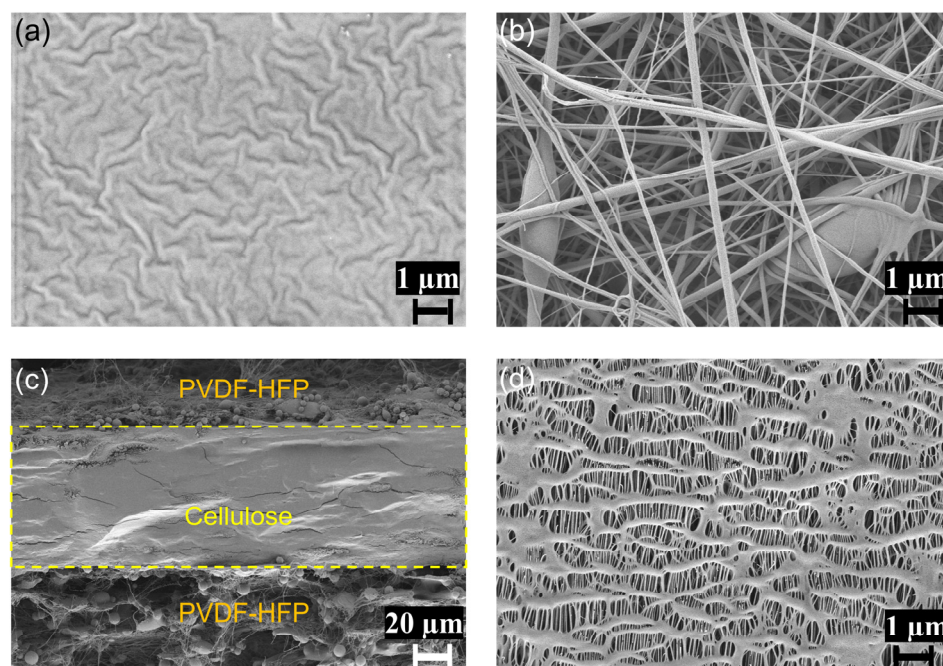 (a)
1 µm
(b)
1 µm
(c)
PVDF-HFP
Cellulose
PVDF-HFP
20 µm
(d)
1 µm